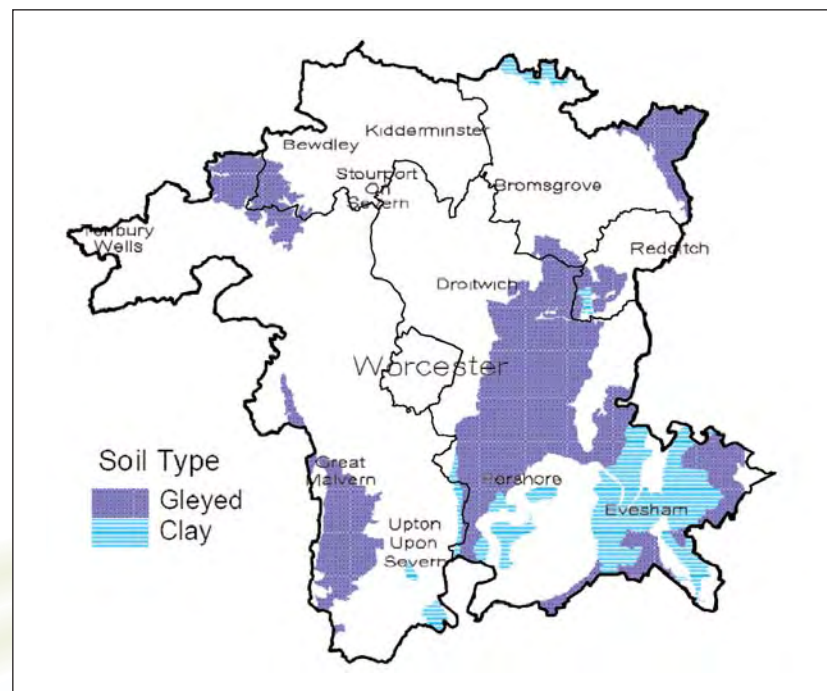 Kidderminster
Bewdley
Stourport
On
Severn
Bromsgrove
Tenbury
Wells
Redditch
Droitwich
Worcester
Soil Type
Gleyed
Clay
Great
Malvern
Pershore
Evesham
Upton
Upon
Severn